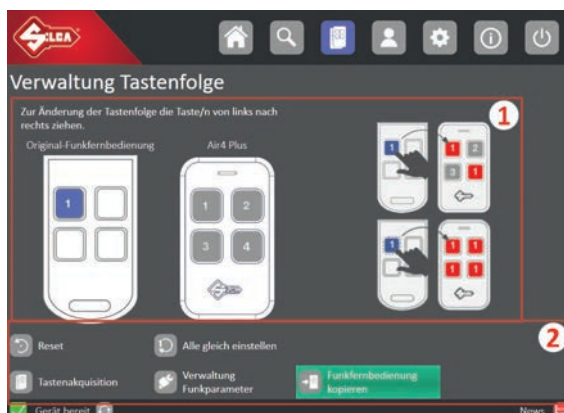 SILCA
Verwaltung Tastenfolge
Zur Änderung der Tastenfolge die Taste/n von links nach
rechts ziehen.
Original-Funkfernbedienung
Air4 Plus
1
1 2
3 4
1
1 2
3 1
1
1 1
1 1
1
Reset
Alle gleich einstellen
2
Tastenakquisition
Verwaltung
Funkparameter
Funkfernbedienung
kopieren
Gerät bereit
News